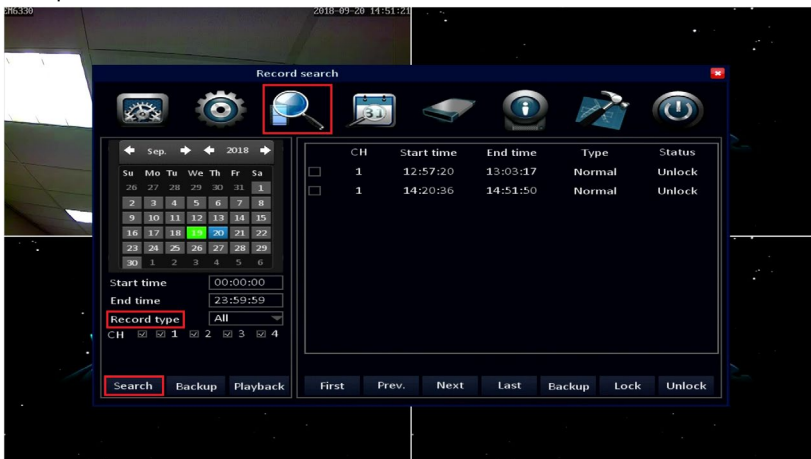 EM6330
2018-09-20 14:51:21
Record search
31
Sep. 2018
Su Mo Tu We Th Fr Sa
26 27 28 29 30 31 1
2 3 4 5 6 7 8
9 10 11 12 13 14 15
16 17 18 19 20 21 22
23 24 25 26 27 28 29
30 1 2 3 4 5 6
Start time 00:00:00
End time 23:59:59
Record type All
CH 1 2 3 4
Search Backup Playback
CH Start time End time Type Status
1 12:57:20 13:03:17 Normal Unlock
1 14:20:36 14:51:50 Normal Unlock
First Prev. Next Last Backup Lock Unlock